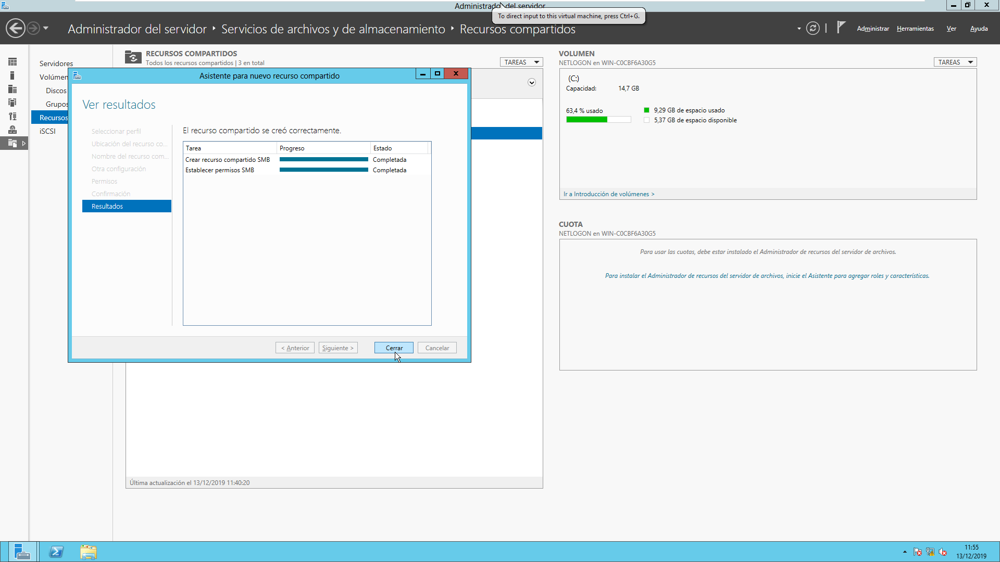 Administrador del servidor
To direct input to this virtual machine, press Ctrl+G.
Administrador del servidor ‣ Servicios de archivos y de almacenamiento ‣ Recursos compartidos
Administrar Herramientas Ver Ayuda
Servidores
Volúmen
Discos
Grupos
Recursos
iSCSI
RECURSOS COMPARTIDOS
Todos los recursos compartidos | 3 en total
TAREAS
Asistente para nuevo recurso compartido
Ver resultados
Seleccionar perfil
Ubicación del recurso co...
Nombre del recurso com...
Otra configuración
Permisos
Confirmación
Resultados
El recurso compartido se creó correctamente.
Tarea Progreso Estado
Crear recurso compartido SMB Completada
Establecer permisos SMB Completada
< Anterior Siguiente > Cerrar Cancelar
Última actualización el 13/12/2019 11:40:20
VOLUMEN
NETLOGON en WIN-C0CBF6A30G5
TAREAS
(C:)
Capacidad: 14,7 GB
63,4 % usado
9,29 GB de espacio usado
5,37 GB de espacio disponible
Ir a Introducción de volúmenes >
CUOTA
NETLOGON en WIN-C0CBF6A30G5
Para usar las cuotas, debe estar instalado el Administrador de recursos del servidor de archivos.
Para instalar el Administrador de recursos del servidor de archivos, inicie el Asistente para agregar roles y características.
11:55
13/12/2019